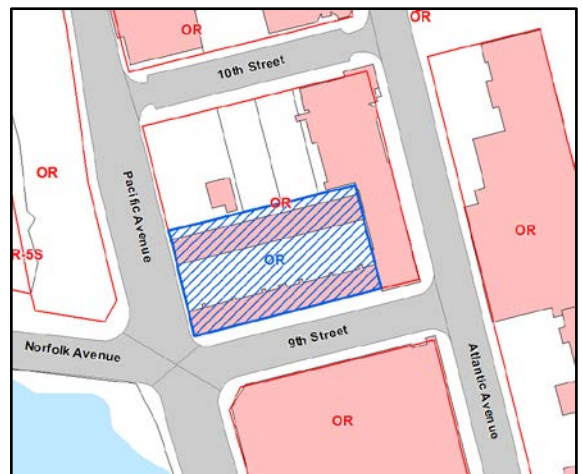 OR
OR
10th Street
OR
Pacific Avenue
OR
OR
OR
R-5S
9th Street
Norfolk Avenue
Atlantic Avenue
OR